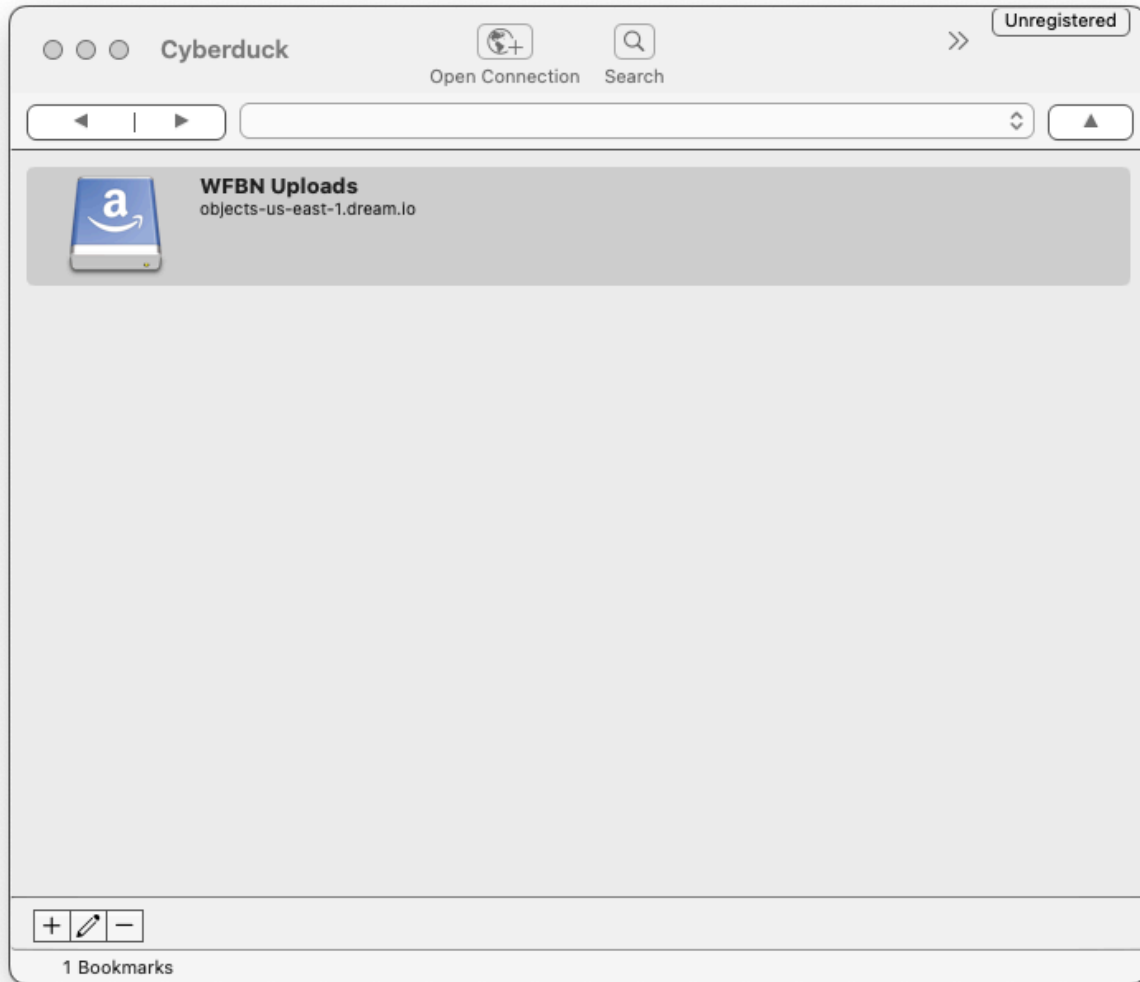 Unregistered
Cyberduck
Open Connection Search
WFBN Uploads
objects-us-east-1.dream.io
a
1 Bookmarks